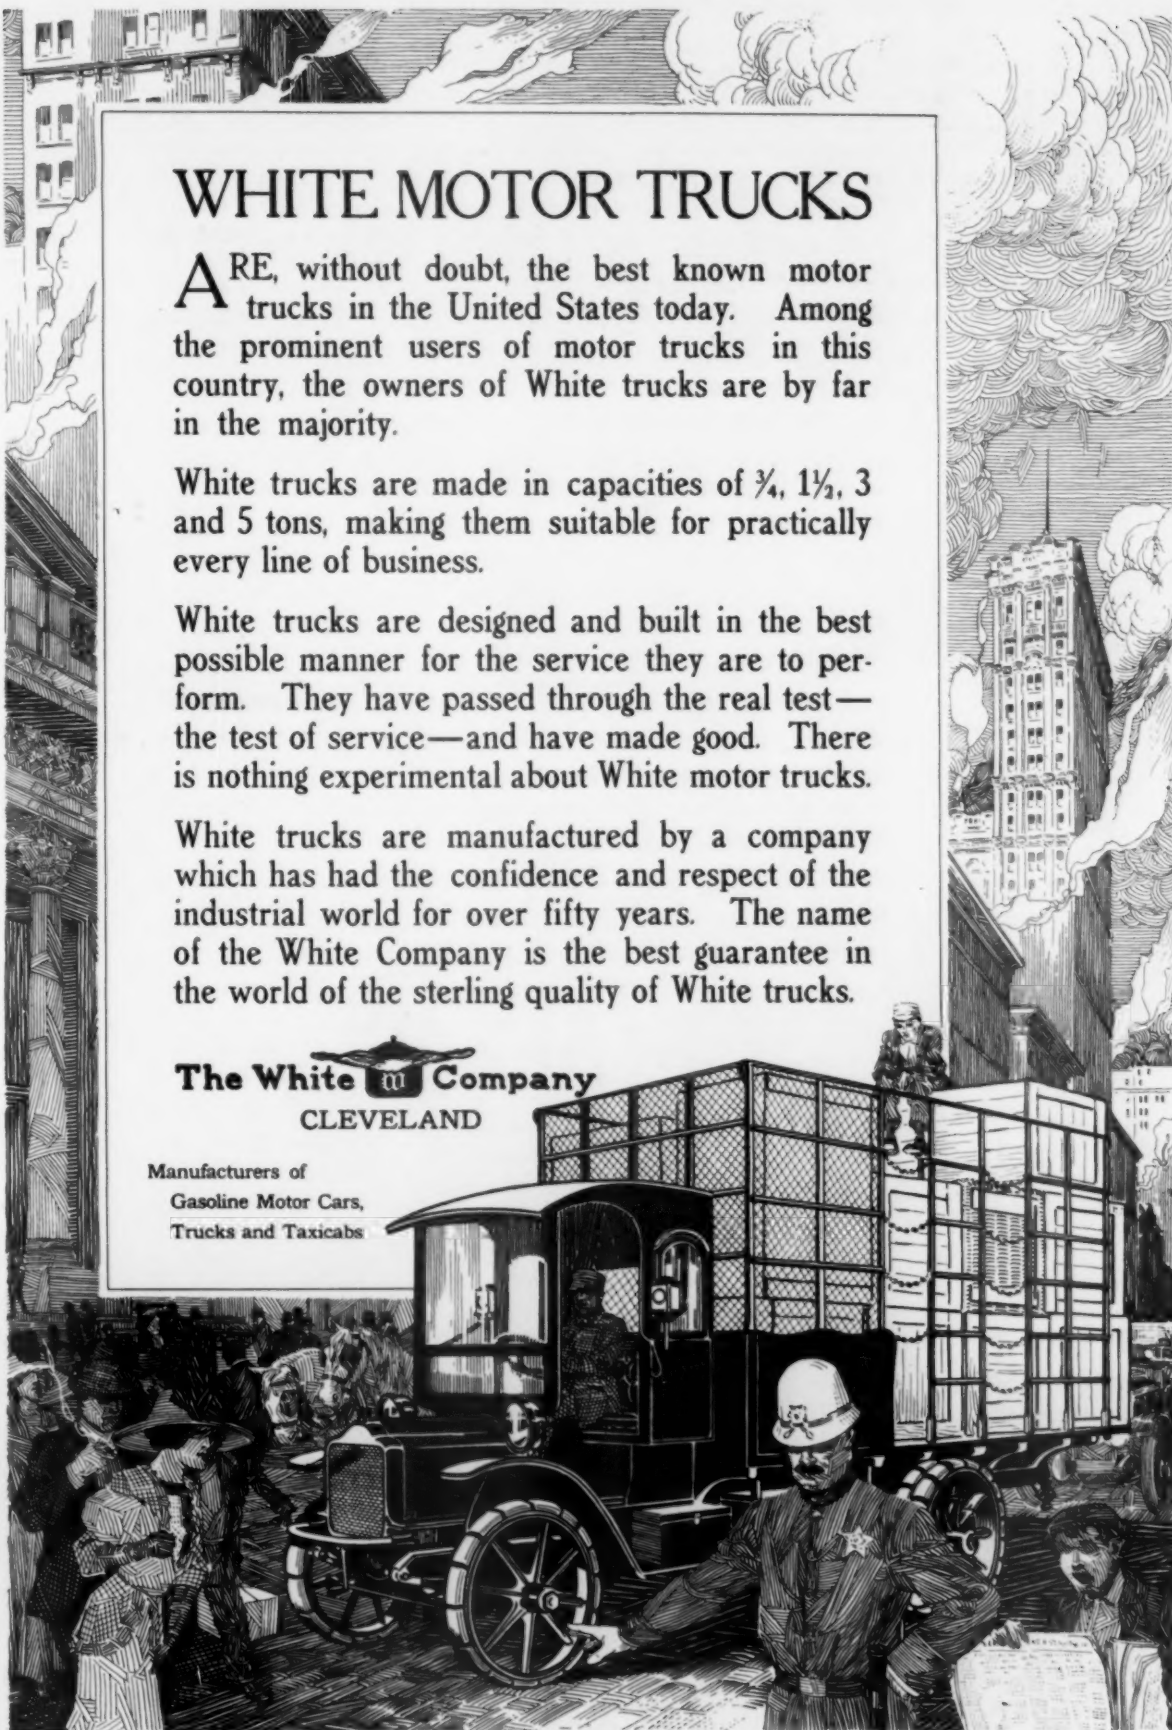 WHITE MOTOR TRUCKS
ARE, without doubt, the best known motor
trucks in the United States today. Among
the prominent users of motor trucks in this
country, the owners of White trucks are by far
in the majority.
White trucks are made in capacities of ¾, 1½, 3
and 5 tons, making them suitable for practically
every line of business.
White trucks are designed and built in the best
possible manner for the service they are to per-
form. They have passed through the real test—
the test of service—and have made good. There
is nothing experimental about White motor trucks.
White trucks are manufactured by a company
which has had the confidence and respect of the
industrial world for over fifty years. The name
of the White Company is the best guarantee in
the world of the sterling quality of White trucks.
The White Company
CLEVELAND
Manufacturers of
Gasoline Motor Cars,
Trucks and Taxicabs